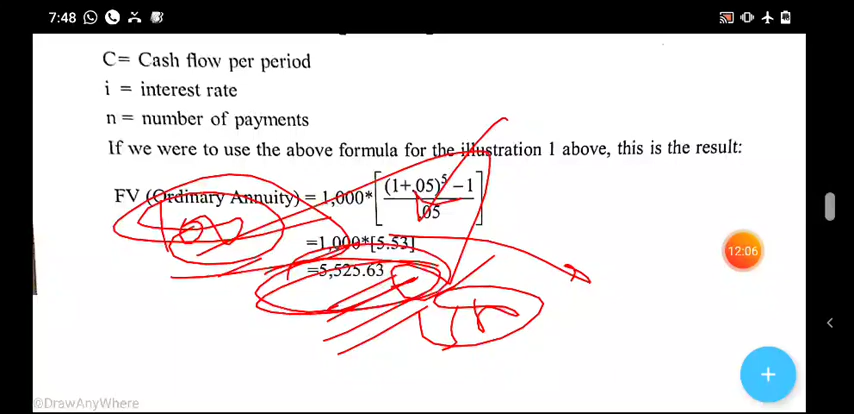 7:48
C= Cash flow per period
i = interest rate
n = number of payments
If we were to use the above formula for the illustration 1 above, this is the result:
FV (Ordinary Annuity) = 1,000*[(1+.05)^5 −1 / .05]
=1,000*[5.53]
=5,525.63
12:06
@DrawAnyWhere